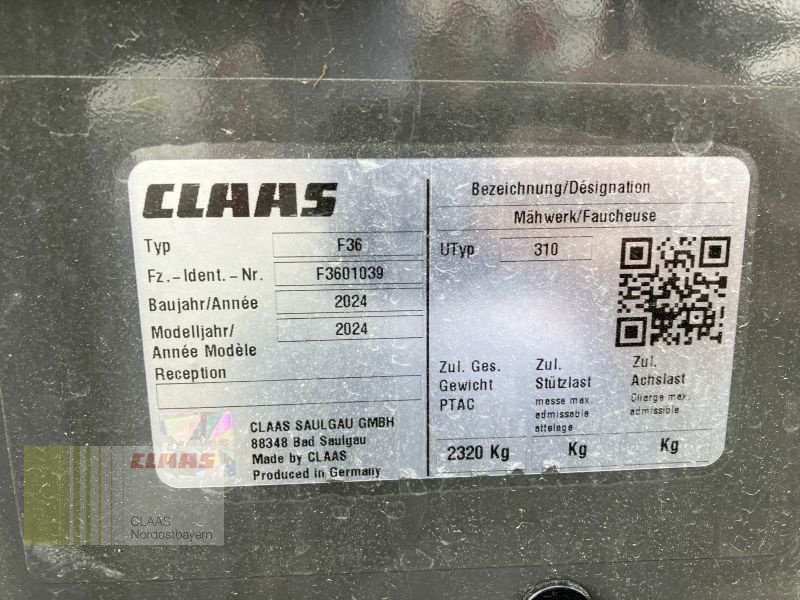 CLAAS
Typ F36
Fz.-Ident.-Nr. F3601039
Baujahr/Année 2024
Modelljahr/ 2024
Année Modèle
Reception
CLAAS SAULGAU GMBH
88348 Bad Saulgau
Made by CLAAS
Produced in Germany
Bezeichnung/Désignation
Mähwerk/Faucheuse
UTyp 310
Zul. Ges.
Gewicht
PTAC
2320 Kg
Zul.
Stützlast
masse max.
admissable
attelage
Kg
Zul.
Achslast
Charge max.
admissible
Kg
CLAAS
CLAAS
Nordostbayern